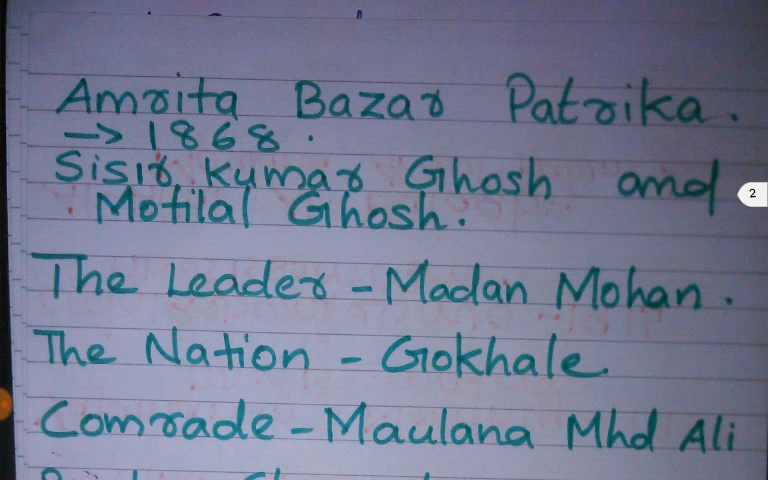 Amrita Bazar Patrika.
→ 1868.
Sisir Kumar Ghosh and
Motilal Ghosh.
The Leader - Madan Mohan.
The Nation - Gokhale.
Comrade - Maulana Mhd Ali
2